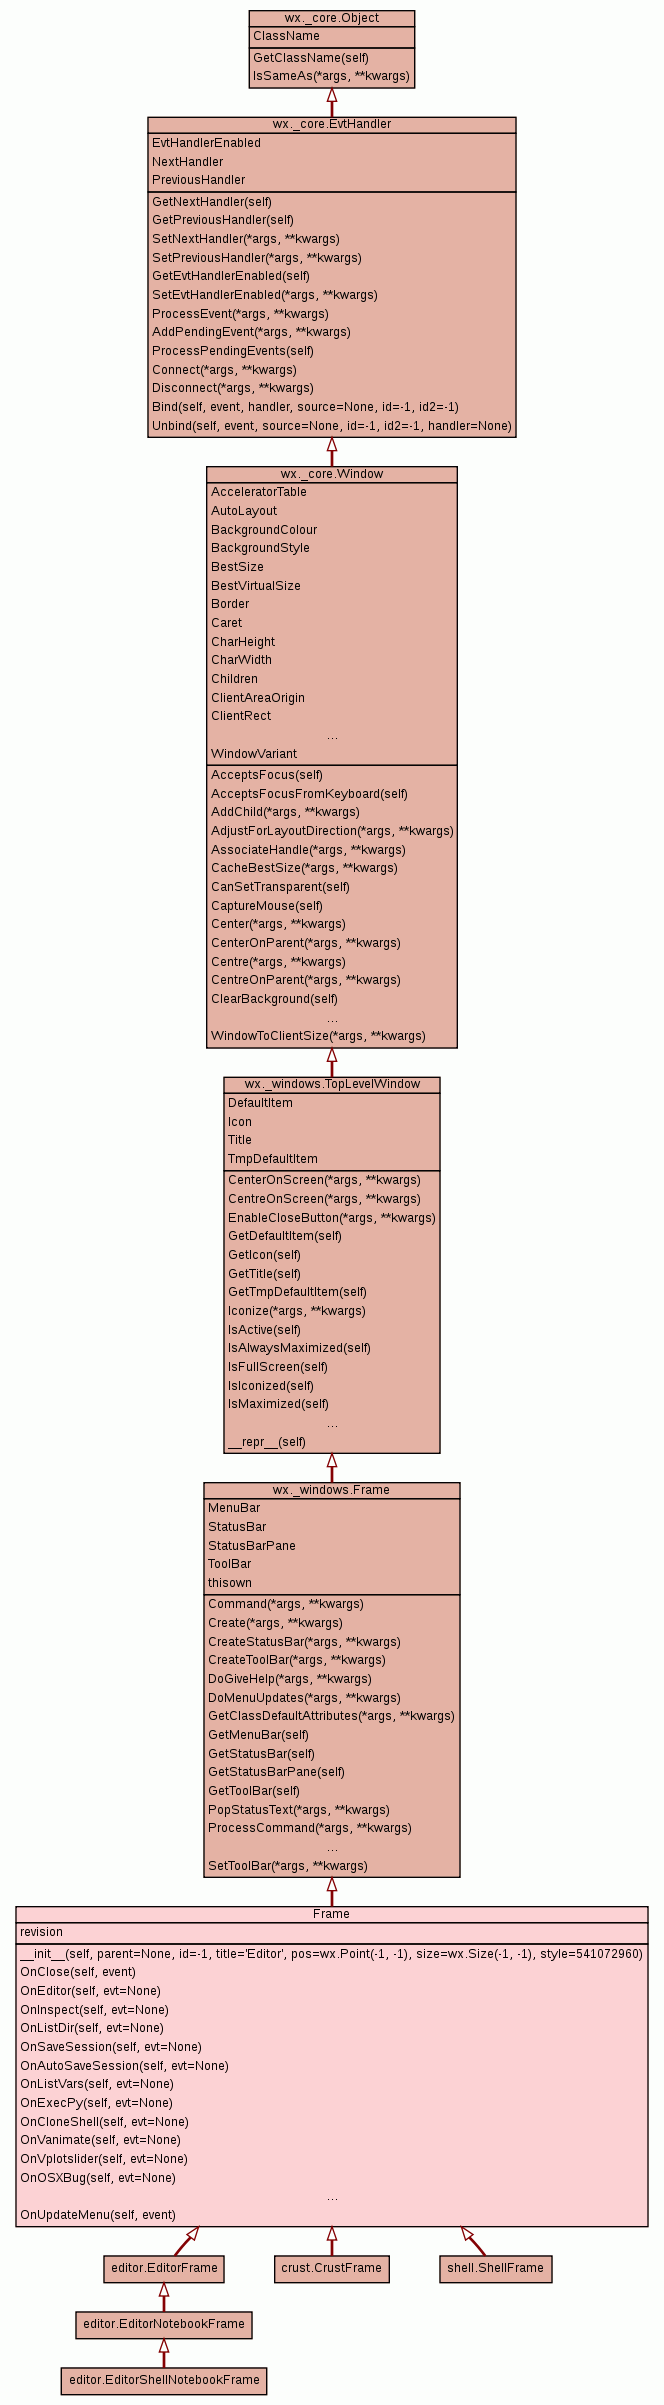 wx._core.Object
ClassName
GetClassName(self)
IsSameAs(*args, **kwargs)
wx._core.EvtHandler
EvtHandlerEnabled
NextHandler
PreviousHandler
GetNextHandler(self)
GetPreviousHandler(self)
SetNextHandler(*args, **kwargs)
SetPreviousHandler(*args, **kwargs)
GetEvtHandlerEnabled(self)
SetEvtHandlerEnabled(*args, **kwargs)
ProcessEvent(*args, **kwargs)
AddPendingEvent(*args, **kwargs)
ProcessPendingEvents(self)
Connect(*args, **kwargs)
Disconnect(*args, **kwargs)
Bind(self, event, handler, source=None, id=-1, id2=-1)
Unbind(self, event, source=None, id=-1, id2=-1, handler=None)
wx._core.Window
AcceleratorTable
AutoLayout
BackgroundColour
BackgroundStyle
BestSize
BestVirtualSize
Border
Caret
CharHeight
CharWidth
Children
ClientAreaOrigin
ClientRect
...
WindowVariant
AcceptsFocus(self)
AcceptsFocusFromKeyboard(self)
AddChild(*args, **kwargs)
AdjustForLayoutDirection(*args, **kwargs)
AssociateHandle(*args, **kwargs)
CacheBestSize(*args, **kwargs)
CanSetTransparent(self)
CaptureMouse(self)
Center(*args, **kwargs)
CenterOnParent(*args, **kwargs)
Centre(*args, **kwargs)
CentreOnParent(*args, **kwargs)
ClearBackground(self)
...
WindowToClientSize(*args, **kwargs)
wx._windows.TopLevelWindow
DefaultItem
Icon
Title
TmpDefaultItem
CenterOnScreen(*args, **kwargs)
CentreOnScreen(*args, **kwargs)
EnableCloseButton(*args, **kwargs)
GetDefaultItem(self)
GetIcon(self)
GetTitle(self)
GetTmpDefaultItem(self)
Iconize(*args, **kwargs)
IsActive(self)
IsAlwaysMaximized(self)
IsFullScreen(self)
IsIconized(self)
IsMaximized(self)
...
__repr__(self)
wx._windows.Frame
MenuBar
StatusBar
StatusBarPane
ToolBar
thisown
Command(*args, **kwargs)
Create(*args, **kwargs)
CreateStatusBar(*args, **kwargs)
CreateToolBar(*args, **kwargs)
DoGiveHelp(*args, **kwargs)
DoMenuUpdates(*args, **kwargs)
GetClassDefaultAttributes(*args, **kwargs)
GetMenuBar(self)
GetStatusBar(self)
GetStatusBarPane(self)
GetToolBar(self)
PopStatusText(*args, **kwargs)
ProcessCommand(*args, **kwargs)
...
SetToolBar(*args, **kwargs)
Frame
revision
__init__(self, parent=None, id=-1, title='Editor', pos=wx.Point(-1, -1), size=wx.Size(-1, -1), style=541072960)
OnClose(self, event)
OnEditor(self, evt=None)
OnInspect(self, evt=None)
OnListDir(self, evt=None)
OnSaveSession(self, evt=None)
OnAutoSaveSession(self, evt=None)
OnListVars(self, evt=None)
OnExecPy(self, evt=None)
OnCloneShell(self, evt=None)
OnVanimate(self, evt=None)
OnVplotslider(self, evt=None)
OnOSXBug(self, evt=None)
...
OnUpdateMenu(self, event)
editor.EditorFrame crust.CrustFrame shell.ShellFrame
editor.EditorNotebookFrame
editor.EditorShellNotebookFrame